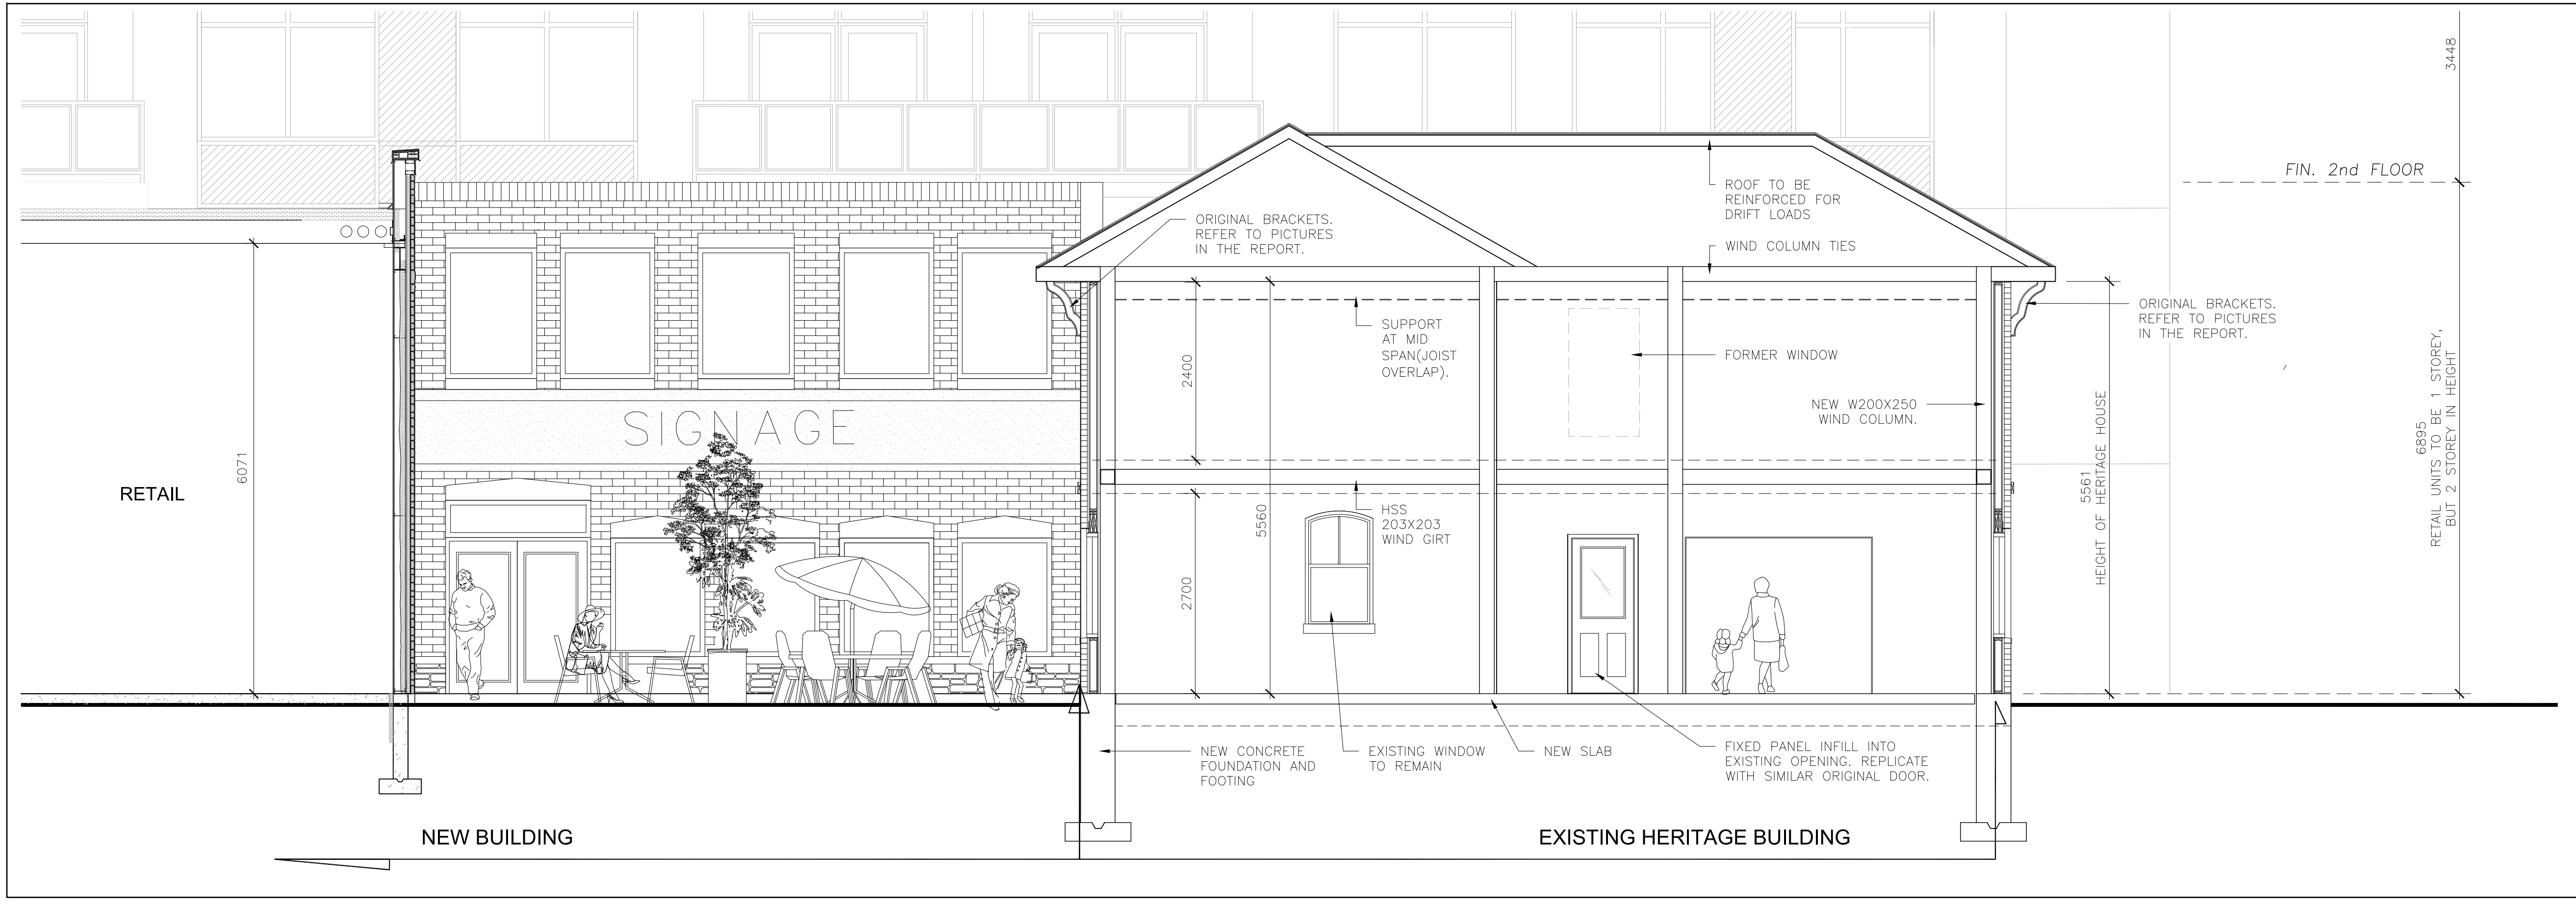 3448
FIN. 2nd FLOOR
ROOF TO BE
REINFORCED FOR
DRIFT LOADS
ORIGINAL BRACKETS.
REFER TO PICTURES
IN THE REPORT.
WIND COLUMN TIES
SUPPORT
AT MID
SPAN(JOIST
OVERLAP).
FORMER WINDOW
ORIGINAL BRACKETS.
REFER TO PICTURES
IN THE REPORT.
2400
NEW W200X250
WIND COLUMN.
SIGNAGE
RETAIL
6071
5560
2700
HSS
203X203
WIND GIRT
5561
HEIGHT OF HERITAGE HOUSE
6895
RETAIL UNITS TO BE 1 STOREY,
BUT 2 STOREY IN HEIGHT
NEW CONCRETE
FOUNDATION AND
FOOTING
EXISTING WINDOW
TO REMAIN
NEW SLAB
FIXED PANEL INFILL INTO
EXISTING OPENING. REPLICATE
WITH SIMILAR ORIGINAL DOOR.
NEW BUILDING
EXISTING HERITAGE BUILDING